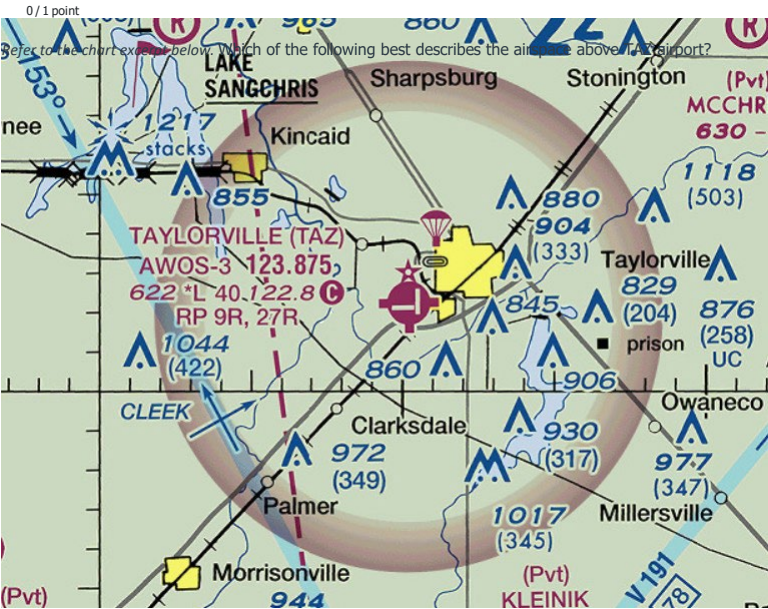 0 / 1 point
Refer to the chart excerpt below. Which of the following best describes the airspace above TAZ airport?
R
965
860
22
R
LAKE
SANGCHRIS
Sharpsburg
Stonington
(Pvt)
MCCHR
630 -
153°
nee
1217
stacks
Kincaid
1118
(503)
855
880
904
(333)
TAYLORVILLE (TAZ)
AWOS-3 123.875
622 *L 40 122.8 C
RP 9R, 27R
Taylorville
829
(204)
845
876
(258)
UC
1044
(422)
prison
860
906
CLEEK
Owaneco
Clarksdale
930
(317)
972
(349)
977
(347)
Palmer
1017
(345)
Millersville
Morrisonville
(Pvt)
KLEINIK
V 191
78
(Pvt)
944